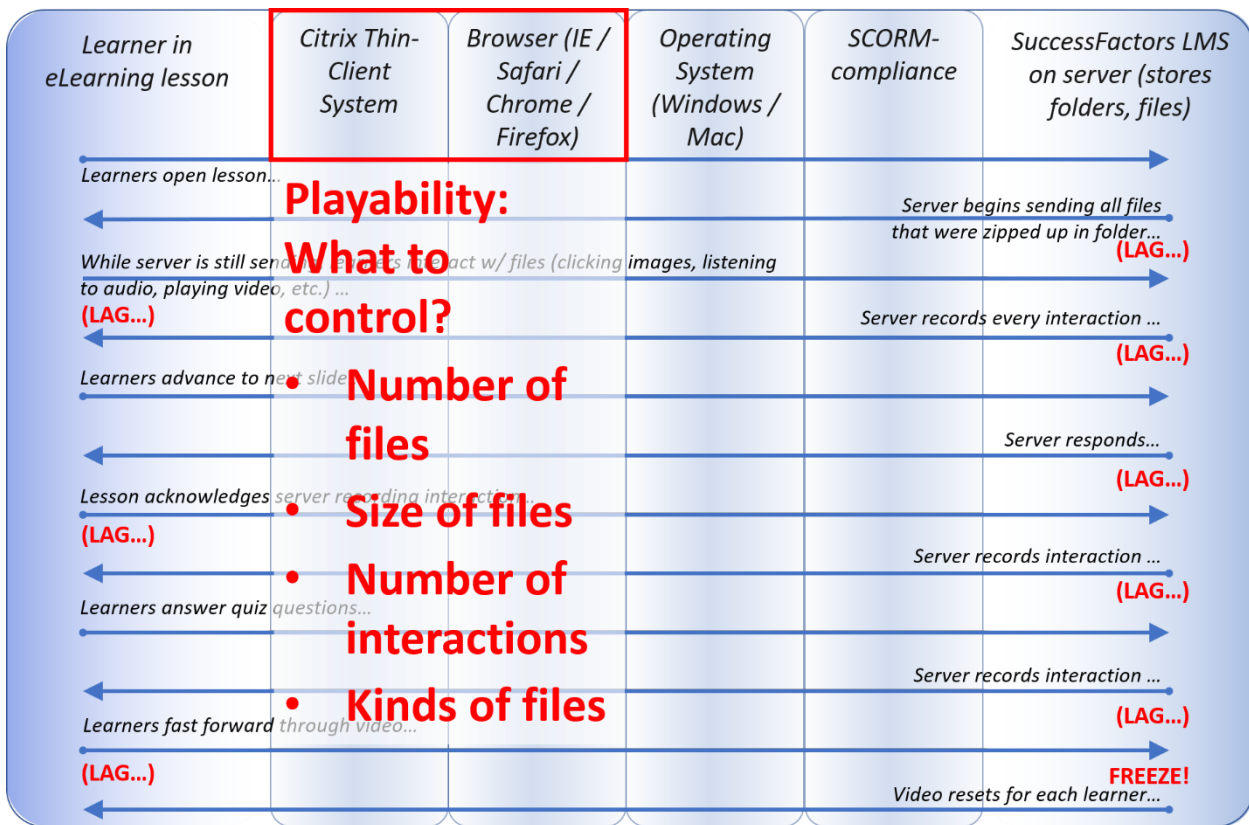 Learner in
eLearning lesson
Citrix Thin-
Client
System
Browser (IE /
Safari /
Chrome /
Firefox)
Operating
System
(Windows /
Mac)
SCORM-
compliance
SuccessFactors LMS
on server (stores
folders, files)
Learners open lesson...
Server begins sending all files
that were zipped up in folder...
(LAG...)
While server is still sending, learners interact w/ files (clicking images, listening
to audio, playing video, etc.) ...
(LAG...)
Server records every interaction ...
(LAG...)
Learners advance to next slide
Server responds...
(LAG...)
Lesson acknowledges server recording interaction...
(LAG...)
Server records interaction ...
(LAG...)
Learners answer quiz questions...
Server records interaction ...
(LAG...)
Learners fast forward through video...
(LAG...)
FREEZE!
Video resets for each learner...
Playability:
What to
control?
• Number of
files
• Size of files
• Number of
interactions
• Kinds of files